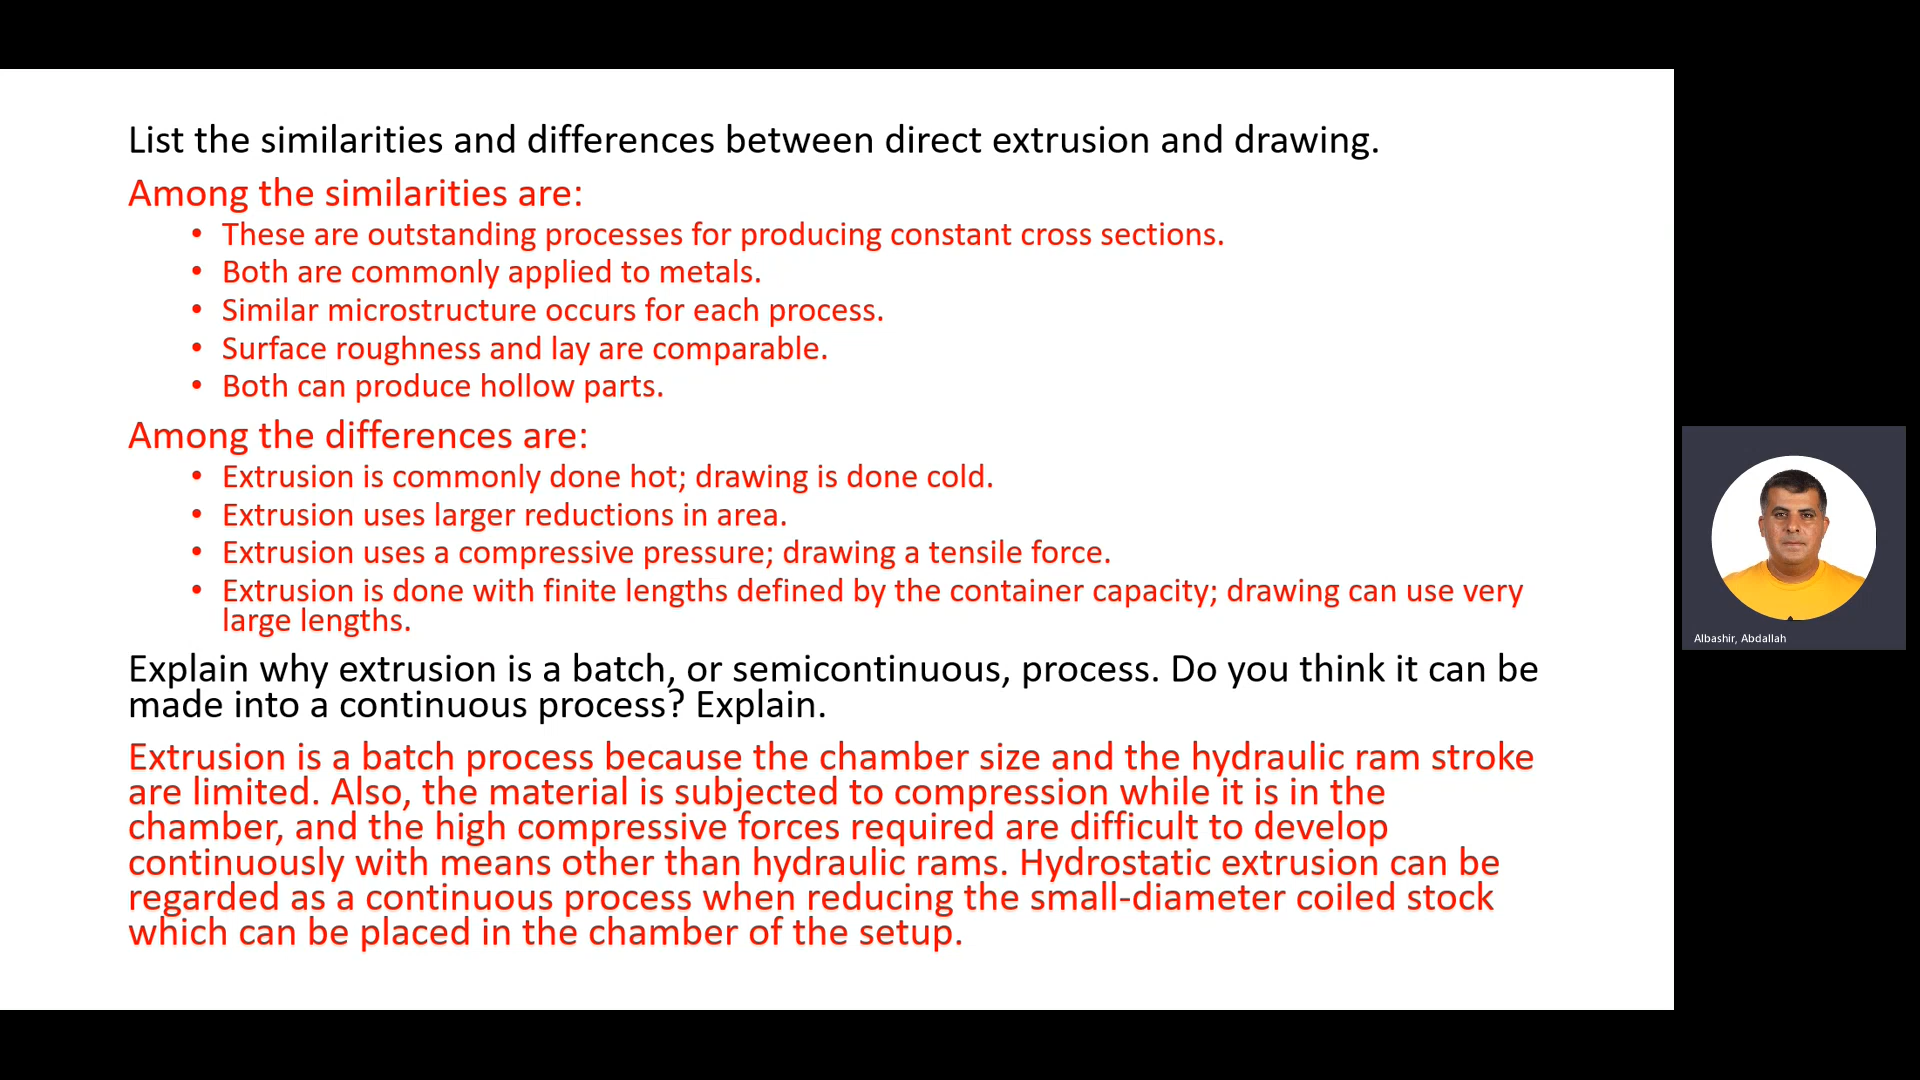 List the similarities and differences between direct extrusion and drawing.
Among the similarities are:
• These are outstanding processes for producing constant cross sections.
• Both are commonly applied to metals.
• Similar microstructure occurs for each process.
• Surface roughness and lay are comparable.
• Both can produce hollow parts.
Among the differences are:
• Extrusion is commonly done hot; drawing is done cold.
• Extrusion uses larger reductions in area.
• Extrusion uses a compressive pressure; drawing a tensile force.
• Extrusion is done with finite lengths defined by the container capacity; drawing can use very
large lengths.
Explain why extrusion is a batch, or semicontinuous, process. Do you think it can be
made into a continuous process? Explain.
Extrusion is a batch process because the chamber size and the hydraulic ram stroke
are limited. Also, the material is subjected to compression while it is in the
chamber, and the high compressive forces required are difficult to develop
continuously with means other than hydraulic rams. Hydrostatic extrusion can be
regarded as a continuous process when reducing the small-diameter coiled stock
which can be placed in the chamber of the setup.
Albashir, Abdallah